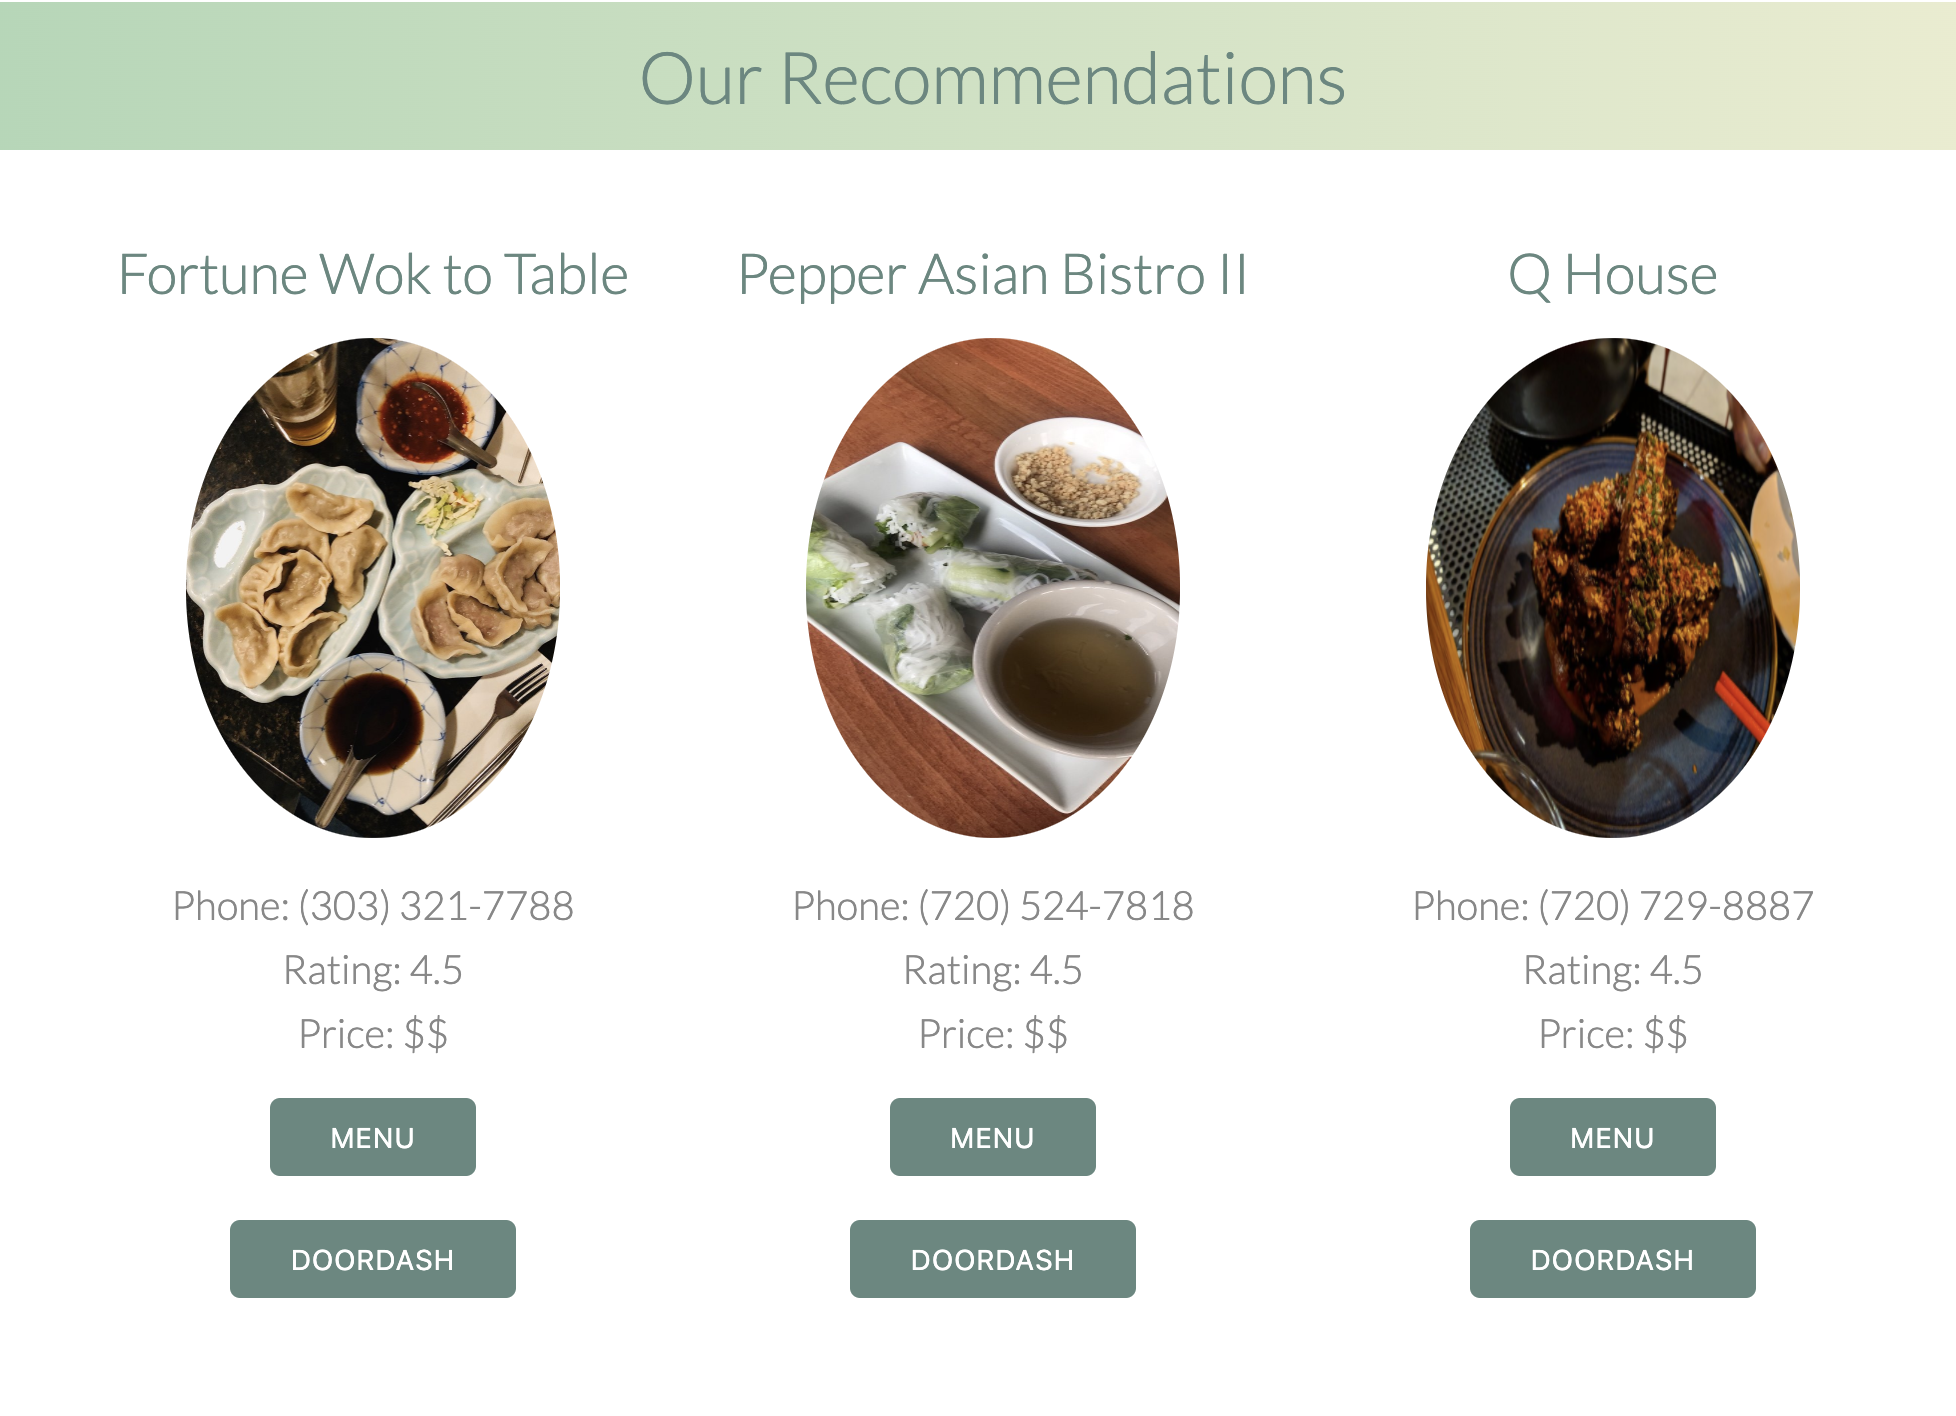 Our Recommendations
Fortune Wok to Table
Pepper Asian Bistro II
Q House
Phone: (303) 321-7788
Rating: 4.5
Price: $$
MENU
DOORDASH
Phone: (720) 524-7818
Rating: 4.5
Price: $$
MENU
DOORDASH
Phone: (720) 729-8887
Rating: 4.5
Price: $$
MENU
DOORDASH